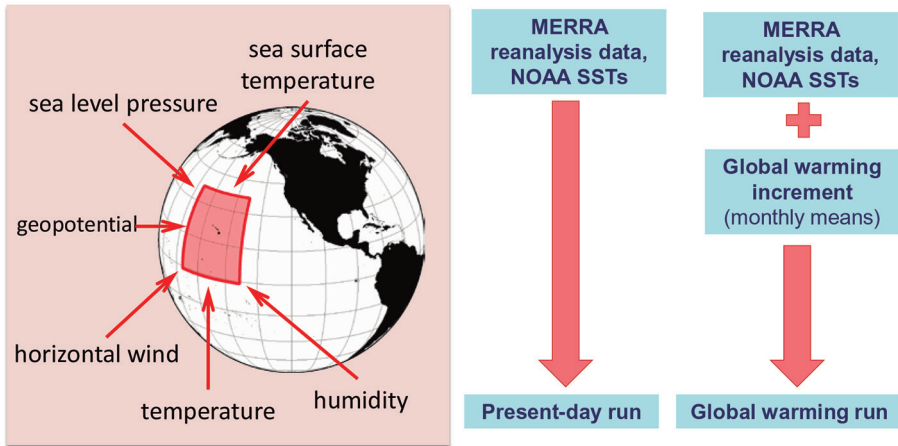 sea surface
temperature
sea level pressure
geopotential
horizontal wind
temperature
humidity
MERRA
reanalysis data,
NOAA SSTs
Present-day run
MERRA
reanalysis data,
NOAA SSTs
Global warming
increment
(monthly means)
Global warming run